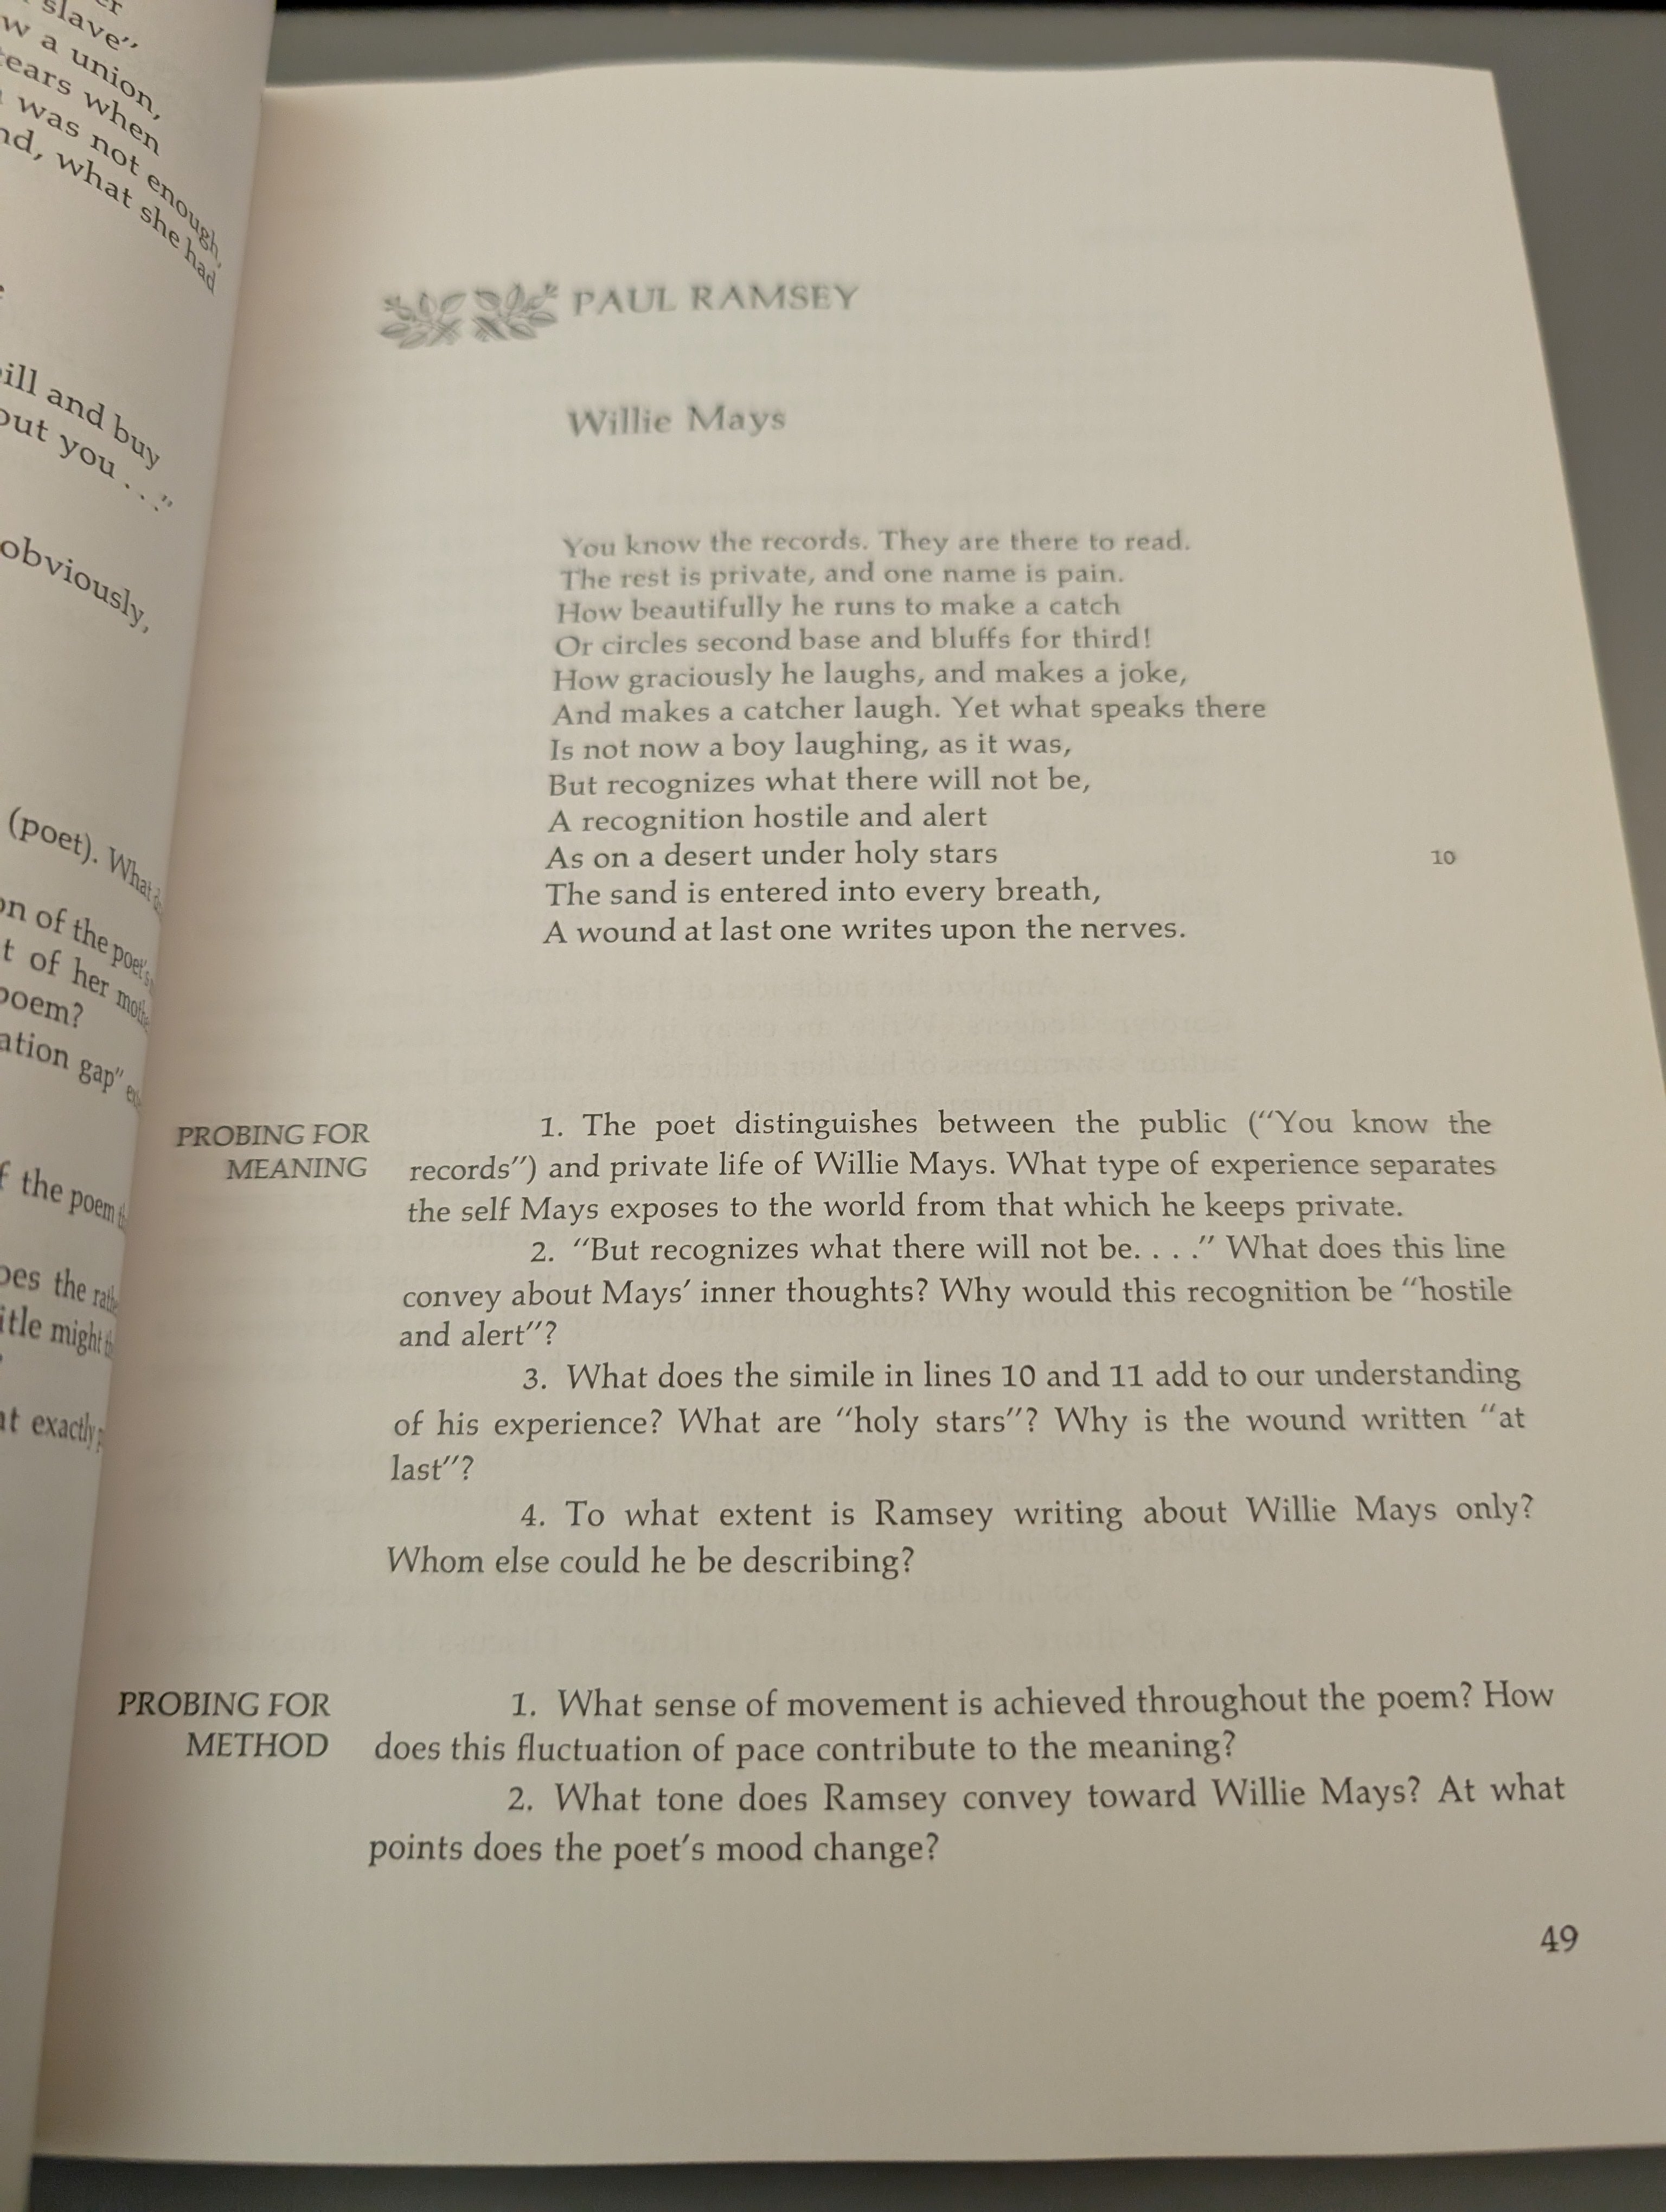 slave"
w a union,
ears when
was not enough,
nd, what she had
ill and buy
out you . . ."
obviously,
(poet). What
on of the poet's
t of her
poem?
ation gap"
f the poem
oes the
itle might
at exactly
PAUL RAMSEY
Willie Mays
You know the records. They are there to read.
The rest is private, and one name is pain.
How beautifully he runs to make a catch
Or circles second base and bluffs for third!
How graciously he laughs, and makes a joke,
And makes a catcher laugh. Yet what speaks there
Is not now a boy laughing, as it was,
But recognizes what there will not be,
A recognition hostile and alert
As on a desert under holy stars 10
The sand is entered into every breath,
A wound at last one writes upon the nerves.
PROBING FOR
MEANING
1. The poet distinguishes between the public ("You know the
records") and private life of Willie Mays. What type of experience separates
the self Mays exposes to the world from that which he keeps private.
2. "But recognizes what there will not be. . . ." What does this line
convey about Mays' inner thoughts? Why would this recognition be "hostile
and alert"?
3. What does the simile in lines 10 and 11 add to our understanding
of his experience? What are "holy stars"? Why is the wound written "at
last"?
4. To what extent is Ramsey writing about Willie Mays only?
Whom else could he be describing?
PROBING FOR
METHOD
1. What sense of movement is achieved throughout the poem? How
does this fluctuation of pace contribute to the meaning?
2. What tone does Ramsey convey toward Willie Mays? At what
points does the poet's mood change?
49